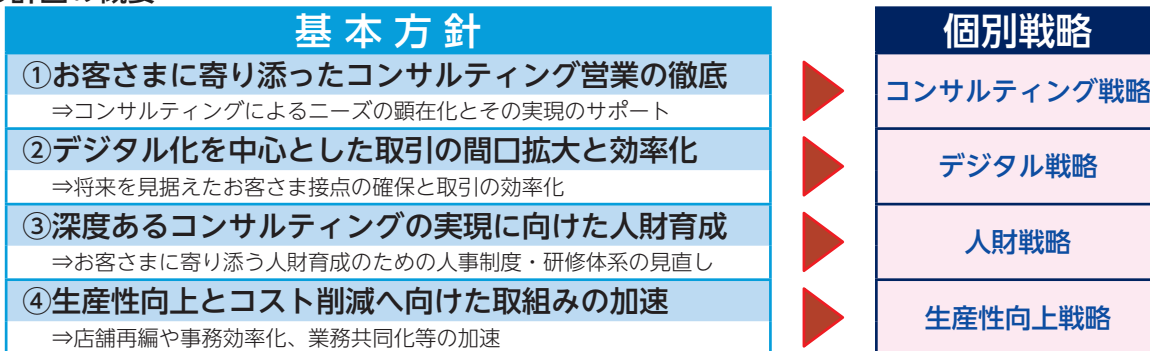 基本方針
個別戦略
①お客さまに寄り添ったコンサルティング営業の徹底
⇒コンサルティングによるニーズの顕在化とその実現のサポート
コンサルティング戦略
②デジタル化を中心とした取引の間口拡大と効率化
⇒将来を見据えたお客さま接点の確保と取引の効率化
デジタル戦略
③深度あるコンサルティングの実現に向けた人財育成
⇒お客さまに寄り添う人財育成のための人事制度・研修体系の見直し
人財戦略
④生産性向上とコスト削減へ向けた取組みの加速
⇒店舗再編や事務効率化、業務共同化等の加速
生産性向上戦略